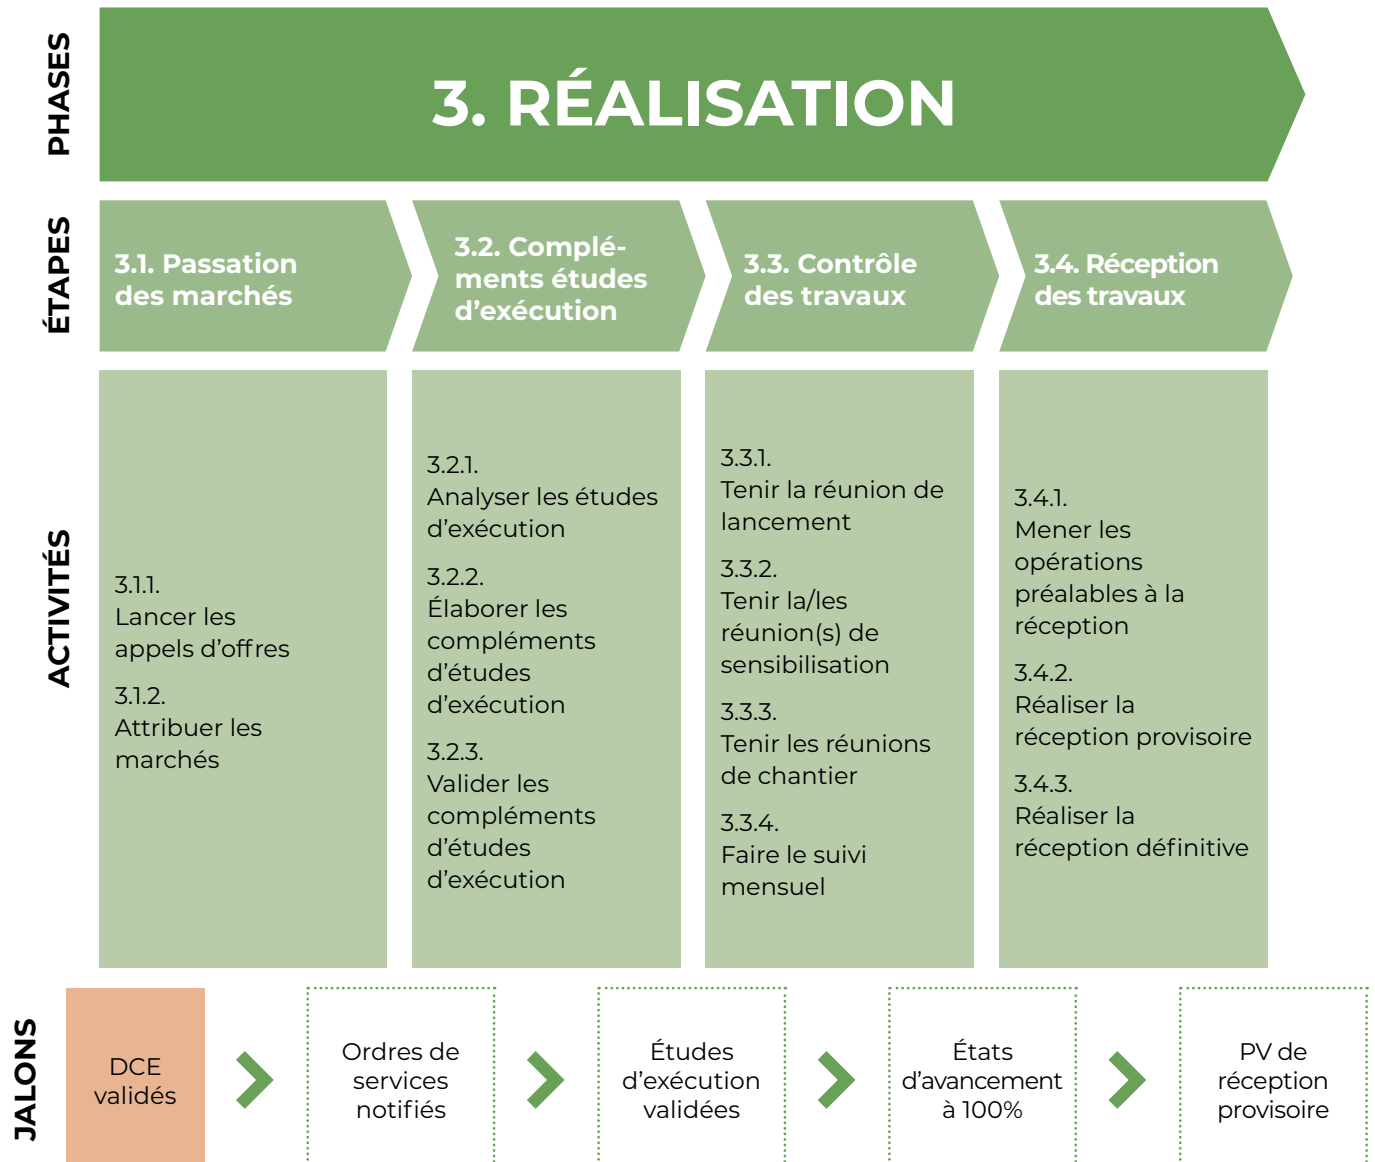 PHASES
3. RÉALISATION
ÉTAPES
3.1. Passation
des marchés
3.2. Complé-
ments études
d’exécution
3.3. Contrôle
des travaux
3.4. Réception
des travaux
ACTIVITÉS
3.1.1.
Lancer les
appels d’offres
3.1.2.
Attribuer les
marchés
3.2.1.
Analyser les études
d’exécution
3.2.2.
Élaborer les
compléments
d’études
d’exécution
3.2.3.
Valider les
compléments
d’études
d’exécution
3.3.1.
Tenir la réunion de
lancement
3.3.2.
Tenir la/les
réunion(s) de
sensibilisation
3.3.3.
Tenir les réunions
de chantier
3.3.4.
Faire le suivi
mensuel
3.4.1.
Mener les
opérations
préalables à la
réception
3.4.2.
Réaliser la
réception provisoire
3.4.3.
Réaliser la
réception définitive
JALONS
DCE
validés
Ordres de
services
notifiés
Études
d’exécution
validées
États
d’avancement
à 100%
PV de
réception
provisoire